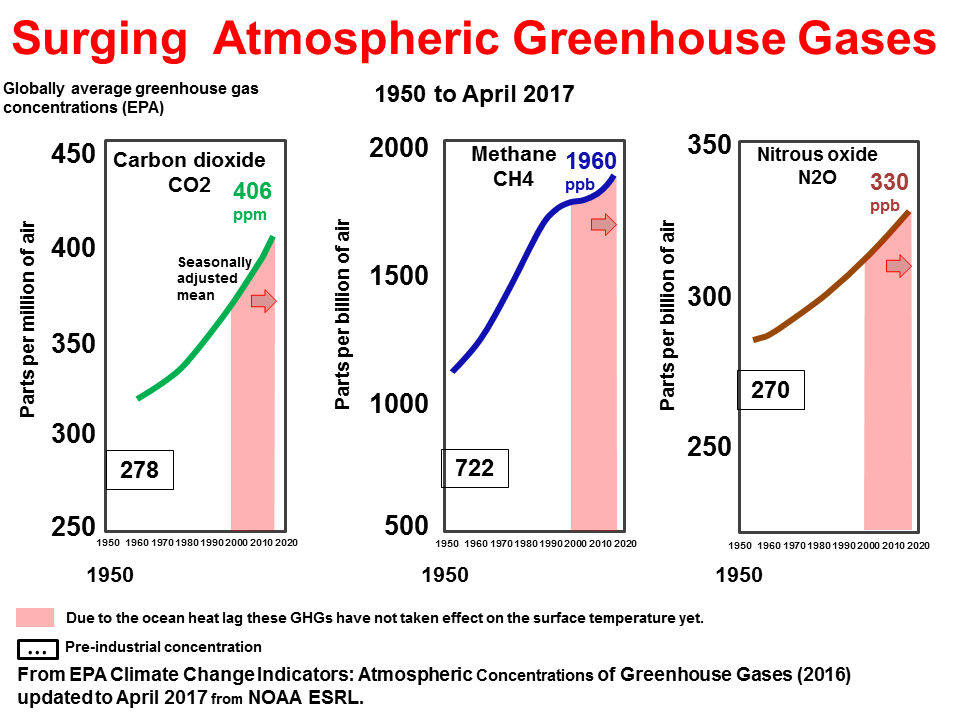 Surging Atmospheric Greenhouse Gases
Globally average greenhouse gas
concentrations (EPA)
1950 to April 2017
Parts per million of air
450
400
350
300
250
Carbon dioxide
CO2
406
ppm
Seasonally
adjusted
mean
278
1950 1960 1970 1980 1990 2000 2010 2020
1950
Parts per billion of air
2000
1500
1000
500
Methane
CH4
1960
ppb
722
1950 1960 1970 1980 1990 2000 2010 2020
1950
Parts per billion of air
350
300
250
Nitrous oxide
N2O
330
ppb
270
1950 1960 1970 1980 1990 2000 2010 2020
1950
Due to the ocean heat lag these GHGs have not taken effect on the surface temperature yet.
... Pre-industrial concentration
From EPA Climate Change Indicators: Atmospheric Concentrations of Greenhouse Gases (2016)
updated to April 2017 from NOAA ESRL.